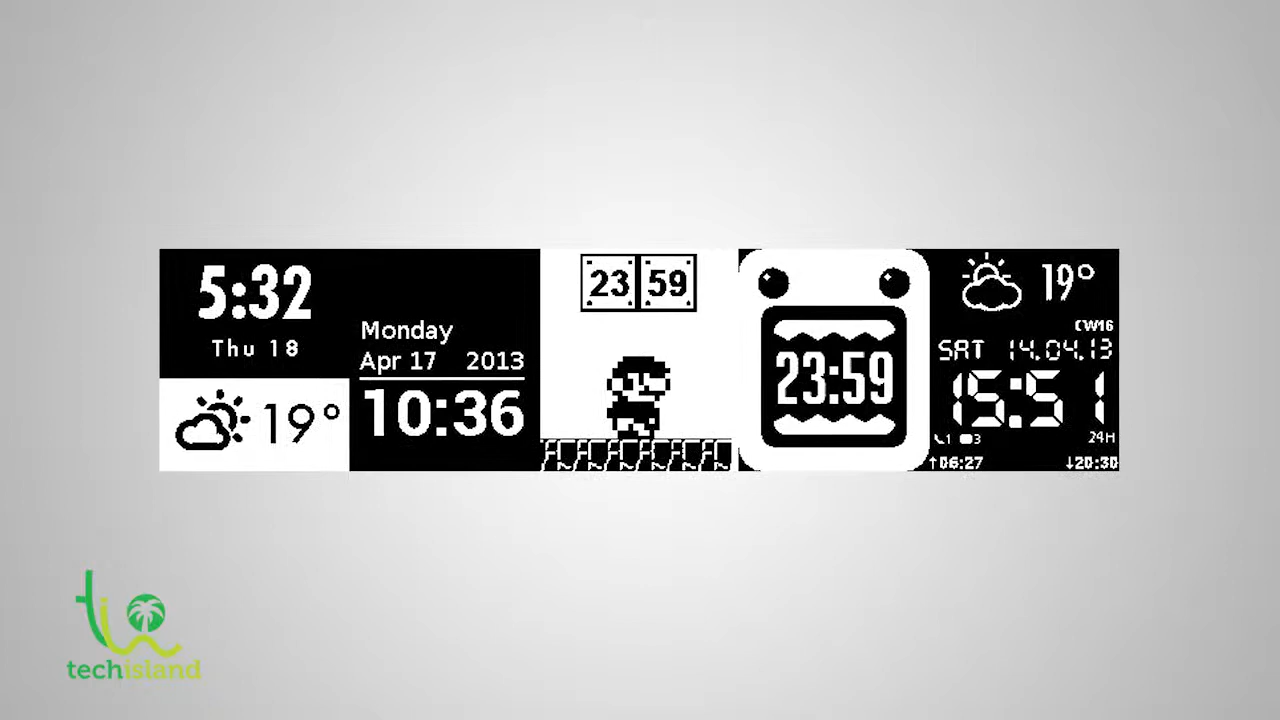 5:32
Thu 18
19°
Monday
Apr 17 2013
10:36
23 59
23:59
19°
CW16
SAT 14.04.13
15:51
1 3 24H
↑06:27 ↓20:30
techisland